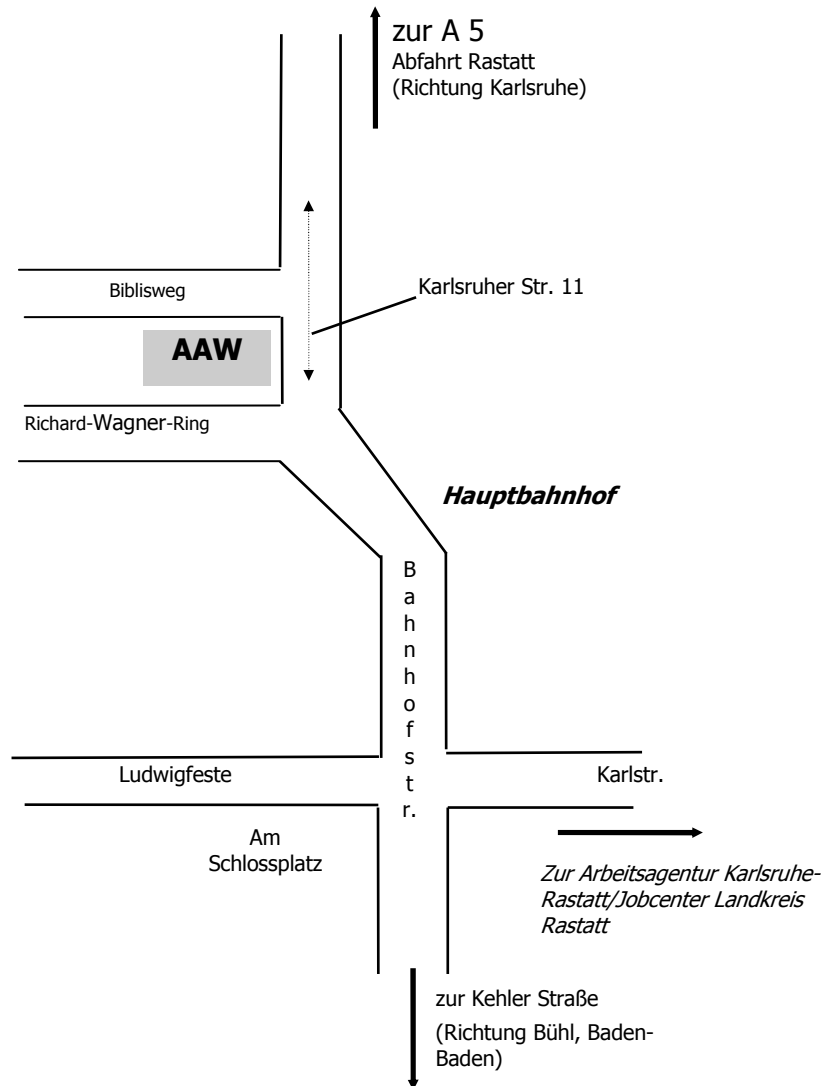 zur A 5
Abfahrt Rastatt
(Richtung Karlsruhe)
Karlsruher Str. 11
Biblisweg
AAW
Richard-Wagner-Ring
Hauptbahnhof
Bahnhofstr.
Ludwigfeste
Karlstr.
Am
Schlossplatz
Zur Arbeitsagentur Karlsruhe-
Rastatt/Jobcenter Landkreis
Rastatt
zur Kehler Straße
(Richtung Bühl, Baden-
Baden)